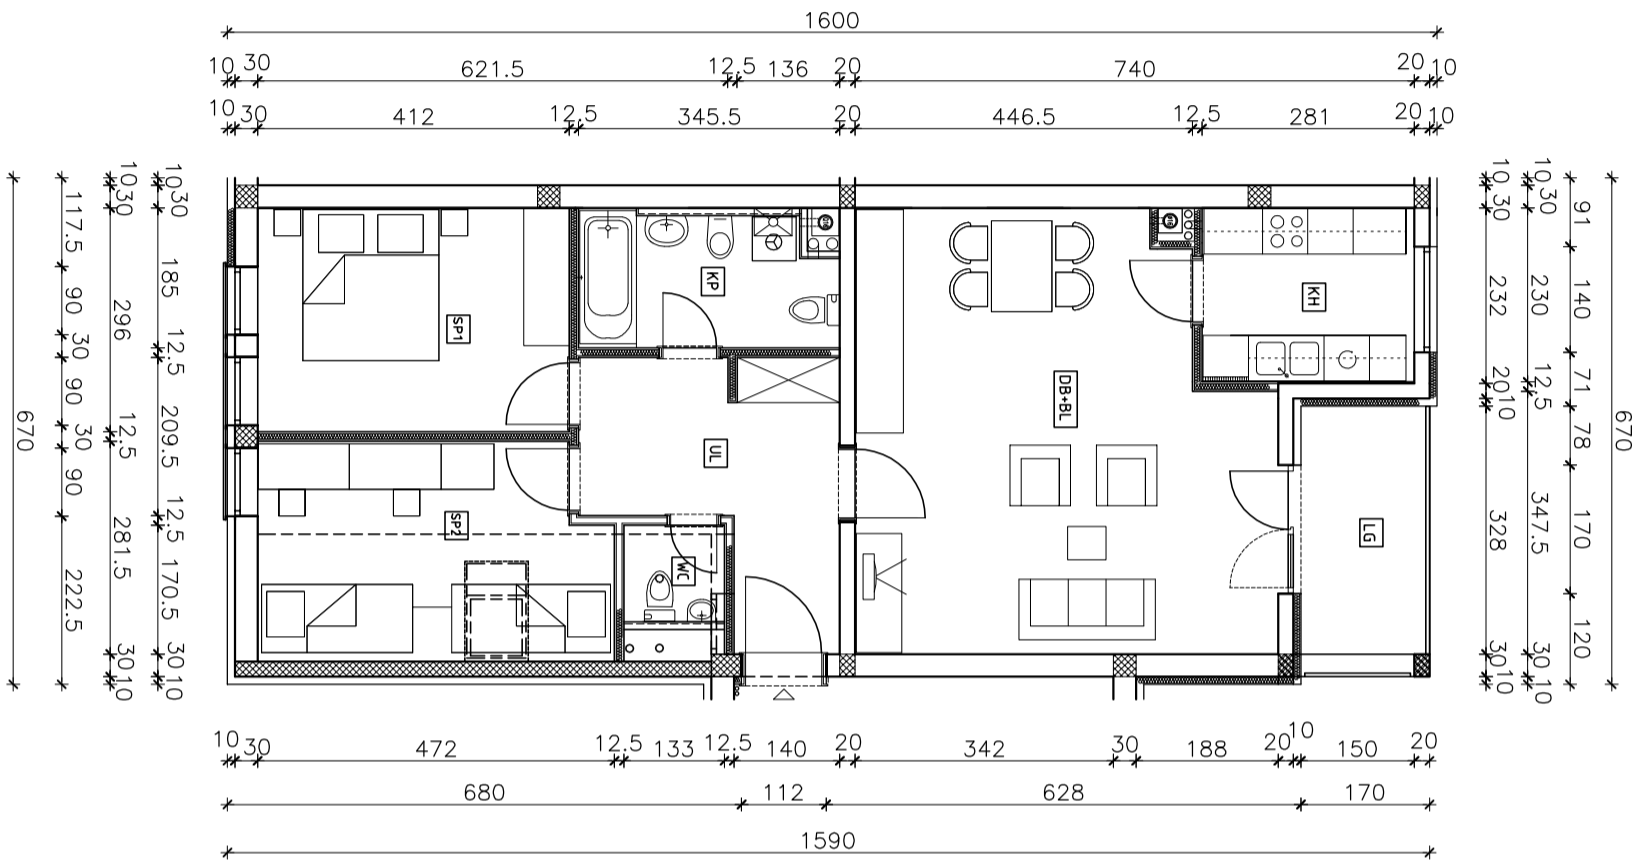 1600
10 30 621.5 12.5 136 20 740 20 10
10 30 412 12.5 345.5 20 446.5 12.5 281 20 10
670
117.5 90 30 90 30 90 222.5
10 30 296 12.5 281.5 30 10
10 30 185 12.5 209.5 12.5 170.5 30 10
SP1
KP
KH
DB+BL
UL
SP2
WC
LG
10 30 232 20 10 328 30 10
10 30 230 12.5 347.5 30 10
91 140 71 78 170 120
670
10 30 472 12.5 133 12.5 140 20 342 30 188 20 10 150 20
680 112 628 170
1590